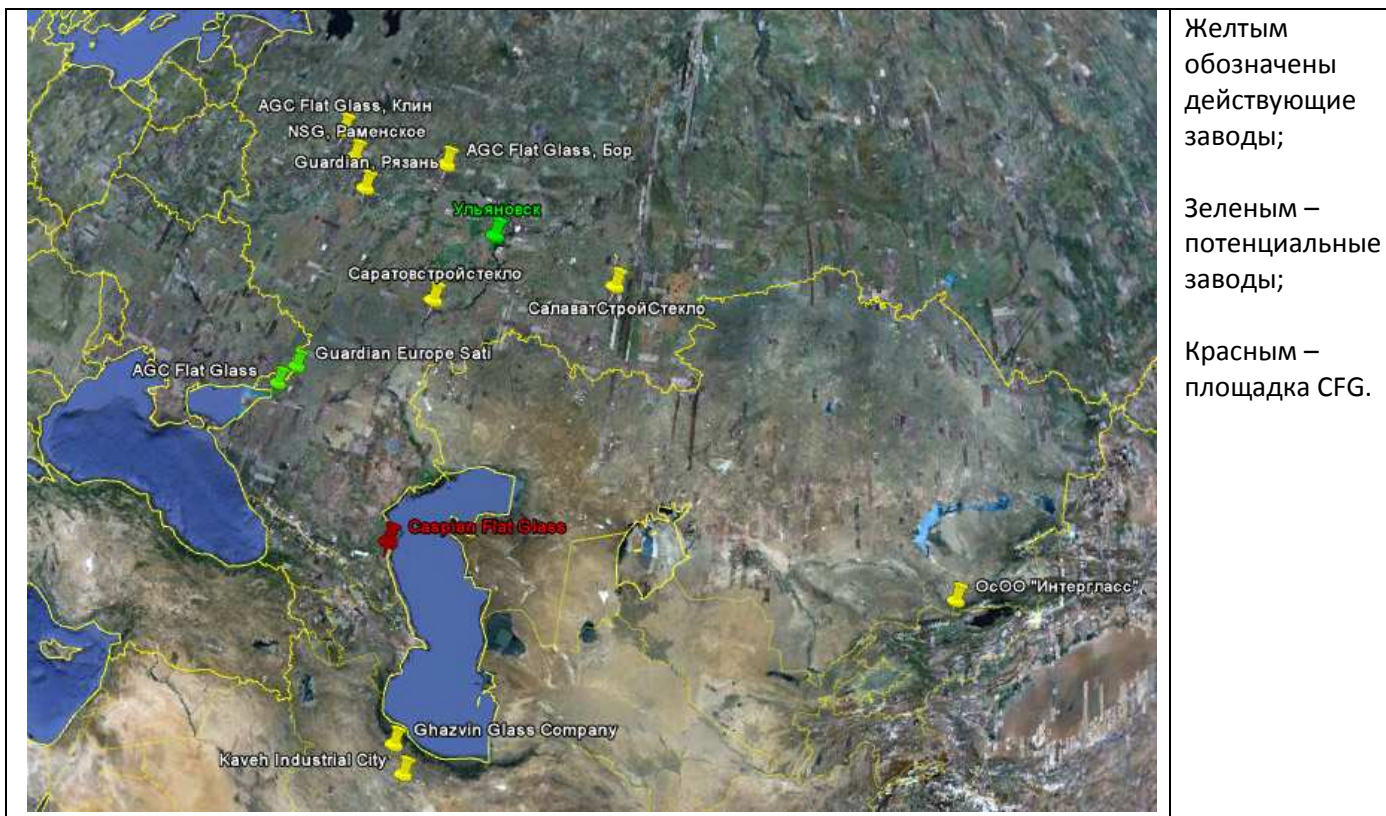 AGC Flat Glass, Клин
NSG, Раменское
Guardian, Рязань
AGC Flat Glass, Бор
Ульяновск
Саратовстройстекло
СалаватСтройСтекло
Guardian Europe Sati
AGC Flat Glass
Caspian Flat Glass
ОсОО "Интергласс"
Ghazvin Glass Company
Kaveh Industrial City
Желтым
обозначены
действующие
заводы;
Зеленым –
потенциальные
заводы;
Красным –
площадка CFG.